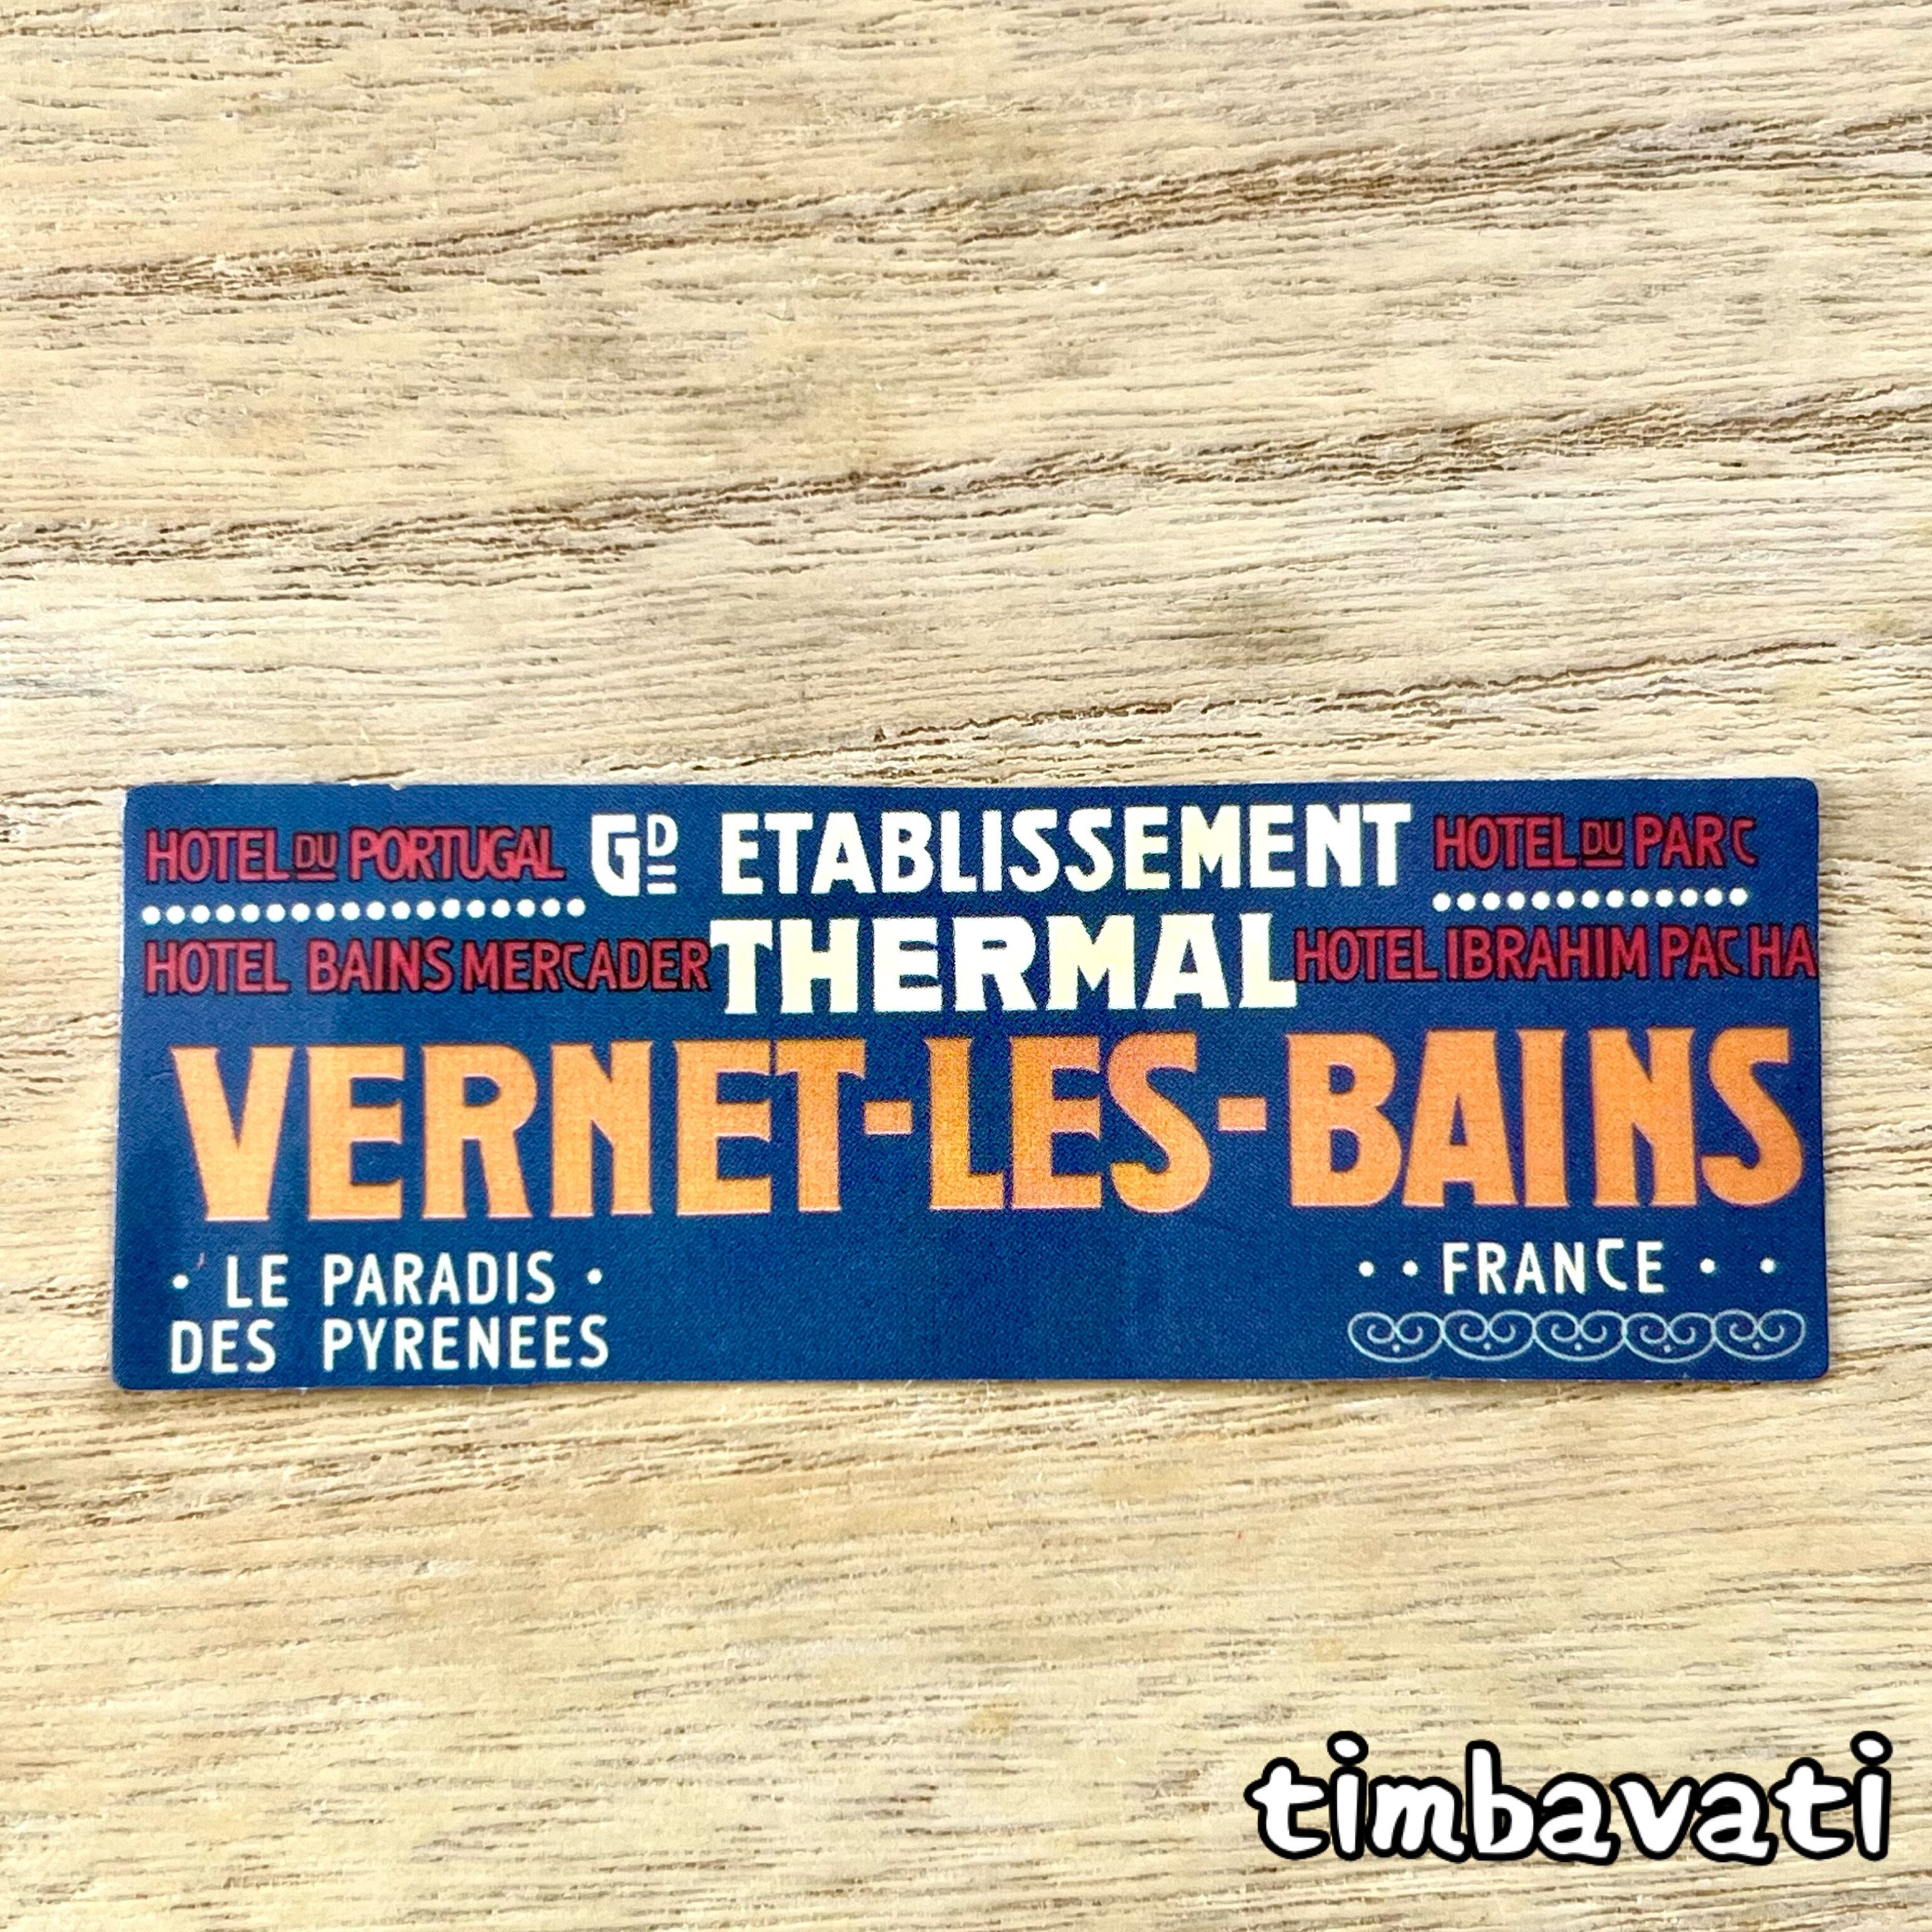 HOTEL DU PORTUGAL GD ETABLISSEMENT HOTEL DU PARC
HOTEL BAINS MERCADER THERMAL HOTEL IBRAHIM PACHA
VERNET-LES-BAINS
• LE PARADIS • • • FRANCE • •
DES PYRENEES
timbavati